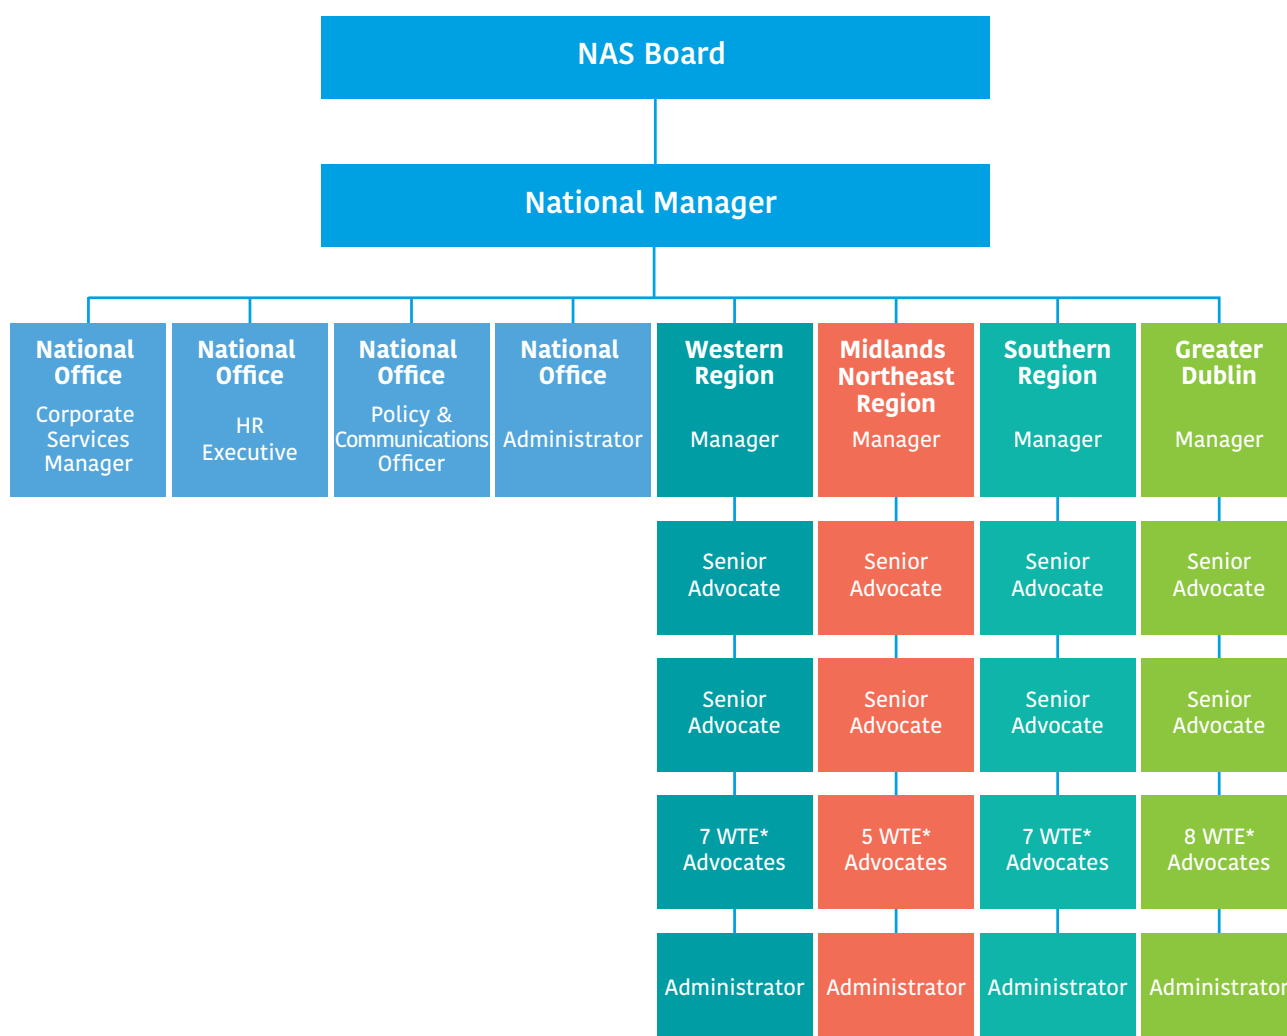 NAS Board
National Manager
National
Office
Corporate
Services
Manager
National
Office
HR
Executive
National
Office
Policy &
Communications
Officer
National
Office
Administrator
Western
Region
Manager
Midlands
Northeast
Region
Manager
Southern
Region
Manager
Greater
Dublin
Manager
Senior
Advocate
Senior
Advocate
Senior
Advocate
Senior
Advocate
Senior
Advocate
Senior
Advocate
Senior
Advocate
Senior
Advocate
7 WTE*
Advocates
5 WTE*
Advocates
7 WTE*
Advocates
8 WTE*
Advocates
Administrator
Administrator
Administrator
Administrator